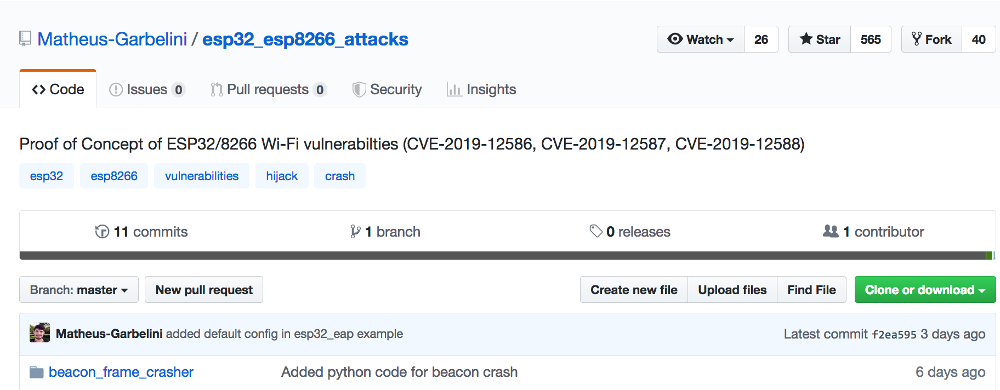 Matheus-Garbelini / esp32_esp8266_attacks
Watch 26 Star 565 Fork 40
Code Issues 0 Pull requests 0 Security Insights
Proof of Concept of ESP32/8266 Wi-Fi vulnerabilties (CVE-2019-12586, CVE-2019-12587, CVE-2019-12588)
esp32 esp8266 vulnerabilities hijack crash
11 commits 1 branch 0 releases 1 contributor
Branch: master New pull request Create new file Upload files Find File Clone or download
Matheus-Garbelini added default config in esp32_eap example Latest commit f2ea595 3 days ago
beacon_frame_crasher Added python code for beacon crash 6 days ago